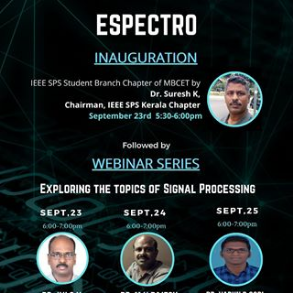 ESPECTRO
INAUGURATION
IEEE SPS Student Branch Chapter of MBCET by
Dr. Suresh K,
Chairman, IEEE SPS Kerala Chapter
September 23rd 5:30-6:00pm
Followed by
WEBINAR SERIES
EXPLORING THE TOPICS OF SIGNAL PROCESSING
SEPT,23 SEPT,24 SEPT,25
6:00-7:00pm 6:00-7:00pm 6:00-7:00pm